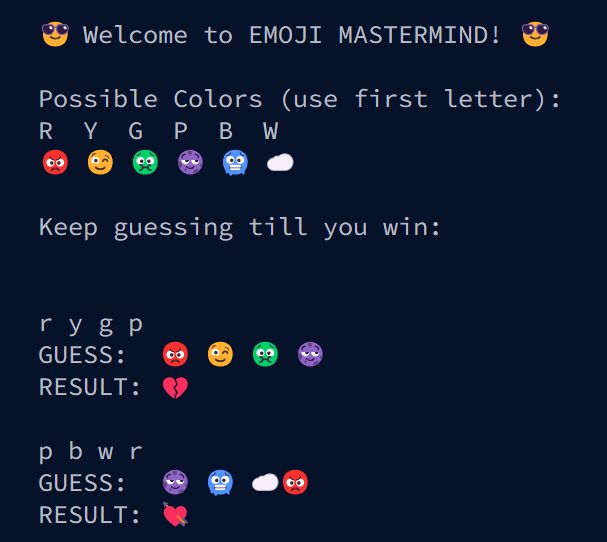 😎 Welcome to EMOJI MASTERMIND! 😎
Possible Colors (use first letter):
R Y G P B W
😡 😉 🤢 😈 🥶 ☁️
Keep guessing till you win:
r y g p
GUESS: 😡 😉 🤢 😈
RESULT: 💔
p b w r
GUESS: 😈 🥶 ☁️😡
RESULT: 💘